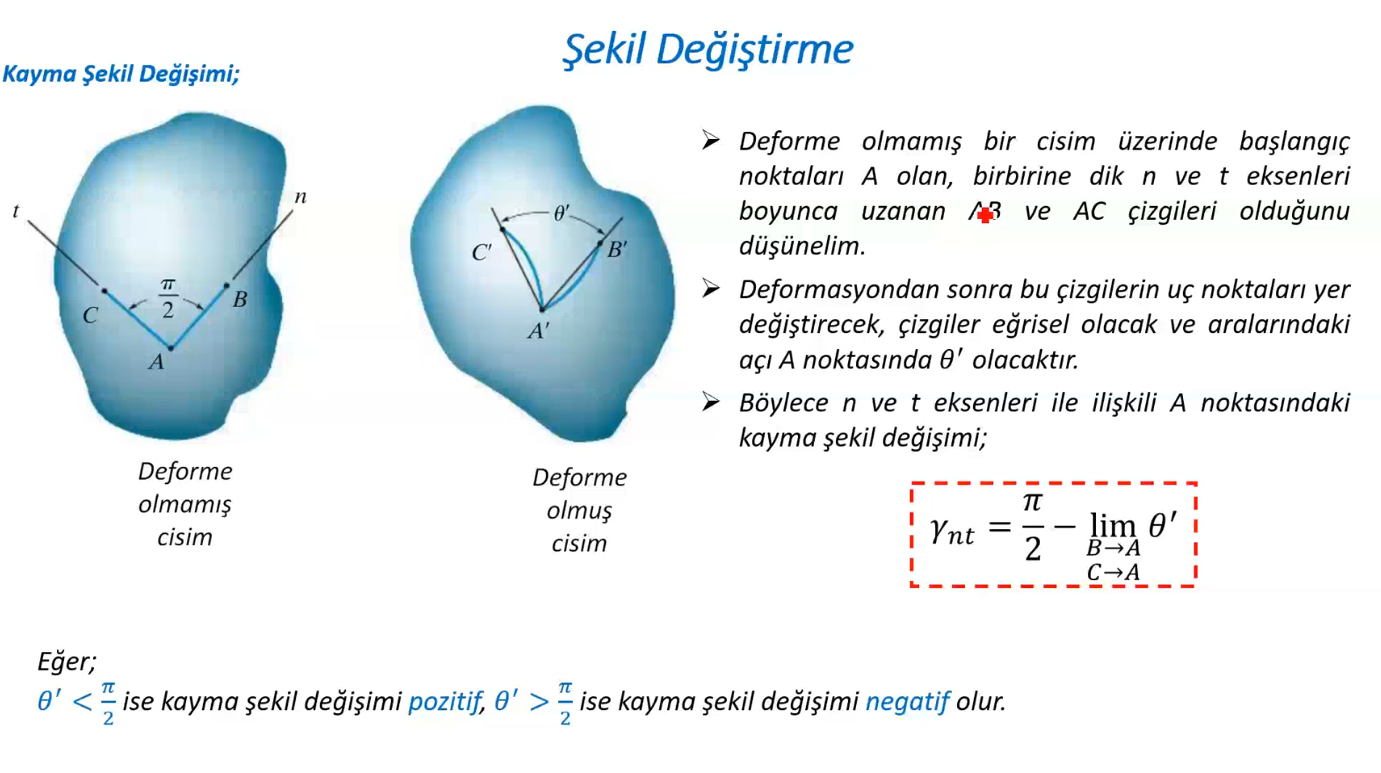 Şekil Değiştirme
Kayma Şekil Değişimi;
t
n
π/2
C
B
A
θ′
C′
B′
A′
Deforme
olmamış
cisim
Deforme
olmuş
cisim
➢ Deforme olmamış bir cisim üzerinde başlangıç
noktaları A olan, birbirine dik n ve t eksenleri
boyunca uzanan AB ve AC çizgileri olduğunu
düşünelim.
➢ Deformasyondan sonra bu çizgilerin uç noktaları yer
değiştirecek, çizgiler eğrisel olacak ve aralarındaki
açı A noktasında θ′ olacaktır.
➢ Böylece n ve t eksenleri ile ilişkili A noktasındaki
kayma şekil değişimi;
γnt = π/2 − lim θ′
B→A
C→A
Eğer;
θ′ < π/2 ise kayma şekil değişimi pozitif, θ′ > π/2 ise kayma şekil değişimi negatif olur.